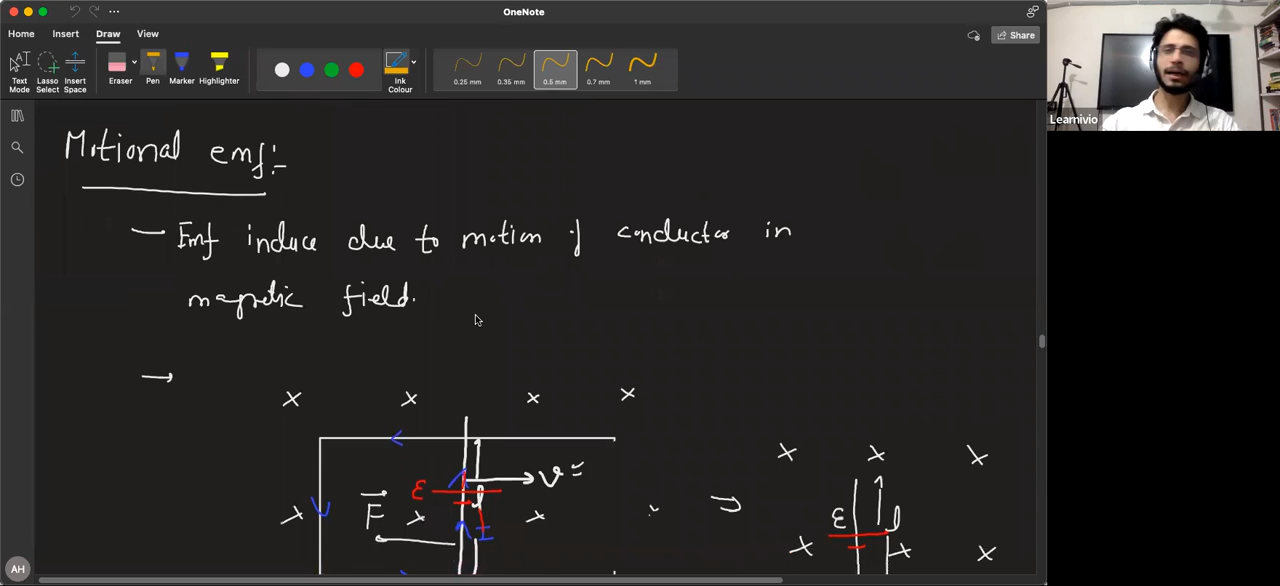 OneNote
Home Insert Draw View
Share
Text Mode
Lasso Select
Insert Space
Eraser
Pen
Marker
Highlighter
Ink Colour
0.25 mm
0.35 mm
0.5 mm
0.7 mm
1 mm
Learnivio
Motional emf:-
— Emf induce due to motion of conductor in
magnetic field.
→
x x x x
ε v
l
F x x
x
I
⇒
x x x
ε l
x x x
AH